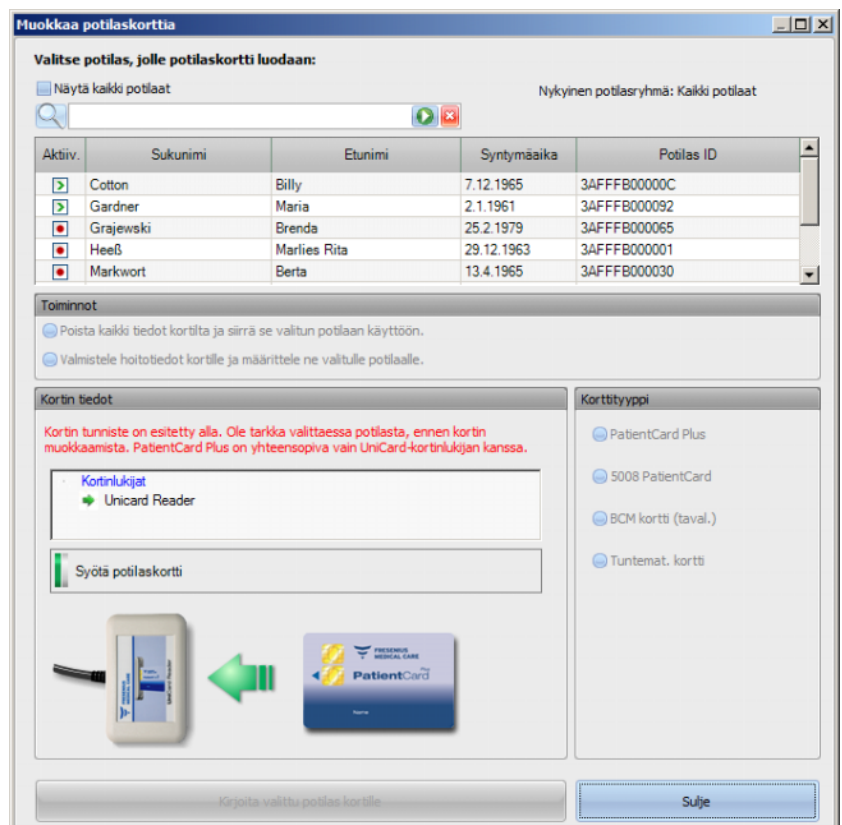 Muokkaa potilaskorttia
Valitse potilas, jolle potilaskortti luodaan:
Näytä kaikki potilaat
Nykyinen potilasryhmä: Kaikki potilaat
Aktiiv. Sukunimi Etunimi Syntymäaika Potilas ID
Cotton Billy 7.12.1965 3AFFFB00000C
Gardner Maria 2.1.1961 3AFFFB000092
Grajewski Brenda 25.2.1979 3AFFFB000065
Heeß Marlies Rita 29.12.1963 3AFFFB000001
Markwort Berta 13.4.1965 3AFFFB000030
Toiminnot
Poista kaikki tiedot kortilta ja siirrä se valitun potilaan käyttöön.
Valmistele hoitotiedot kortille ja määrittele ne valitulle potilaalle.
Kortin tiedot
Kortin tunniste on esitetty alla. Ole tarkka valittaessa potilasta, ennen kortin
muokkaamista. PatientCard Plus on yhteensopiva vain UniCard-kortinlukijan kanssa.
Kortinlukijat
Unicard Reader
Syötä potilaskortti
FRESENIUS
MEDICAL CARE
UniCard Reader
FRESENIUS
MEDICAL CARE
Plus
PatientCard
Name
Korttityyppi
PatientCard Plus
5008 PatientCard
BCM kortti (taval.)
Tuntemat. kortti
Kirjoita valittu potilas kortille
Sulje